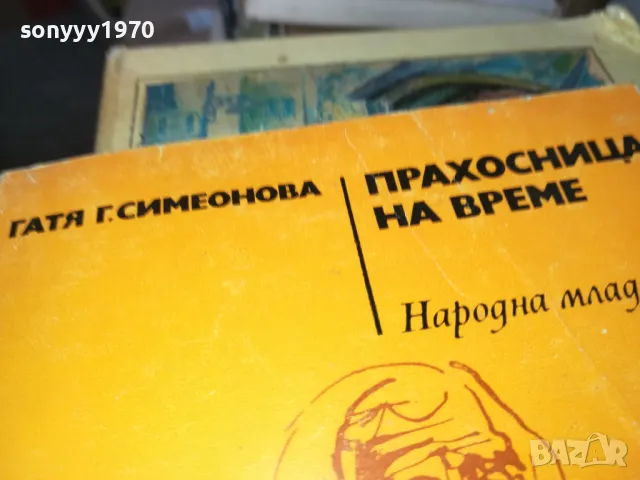 sonyyy1970
ГАТЯ Г. СИМЕОНОВА
ПРАХОСНИЦА
НА ВРЕМЕ
Народна млад
BAZAR